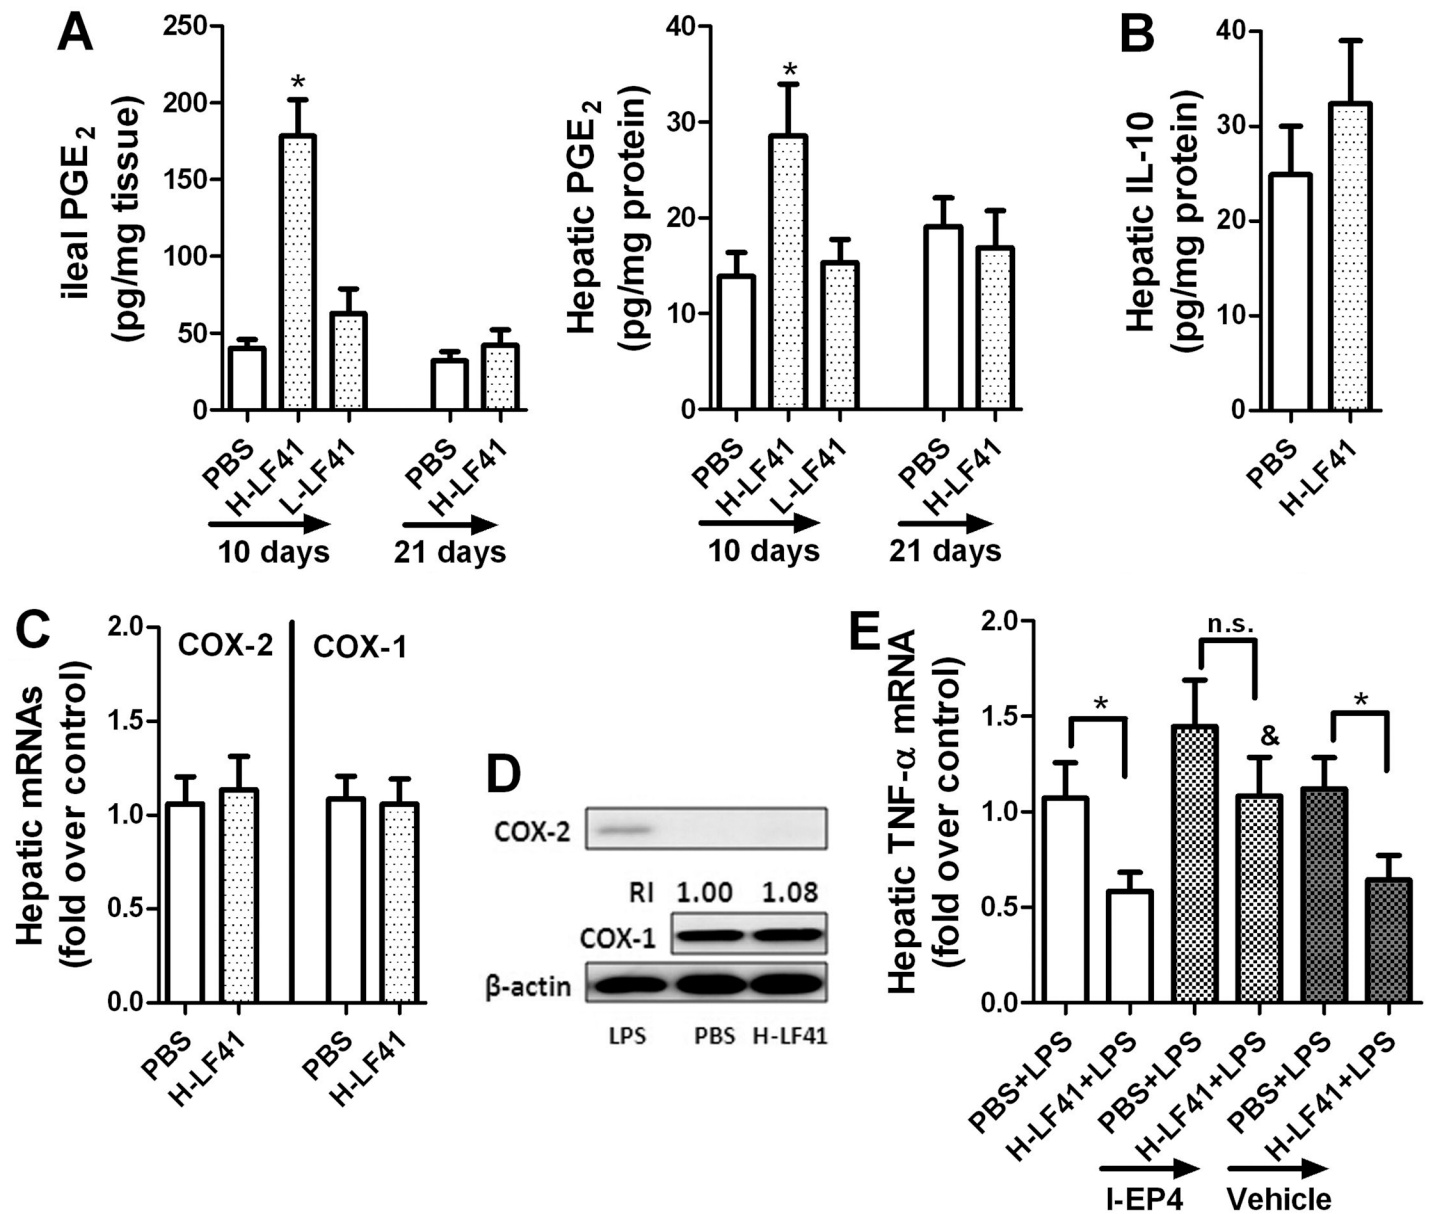 A
ileal PGE2
(pg/mg tissue)
250
200
150
100
50
0
*
PBS
H-LF41
L-LF41
PBS
H-LF41
10 days
21 days
Hepatic PGE2
(pg/mg protein)
40
30
20
10
0
*
PBS
H-LF41
L-LF41
PBS
H-LF41
10 days
21 days
B
Hepatic IL-10
(pg/mg protein)
40
30
20
10
0
PBS
H-LF41
C
Hepatic mRNAs
(fold over control)
2.0
1.5
1.0
0.5
0.0
COX-2
COX-1
PBS
H-LF41
PBS
H-LF41
D
COX-2
RI 1.00 1.08
COX-1
β-actin
LPS PBS H-LF41
E
Hepatic TNF-α mRNA
(fold over control)
2.0
1.5
1.0
0.5
0.0
*
n.s.
&
*
PBS+LPS
H-LF41+LPS
PBS+LPS
H-LF41+LPS
PBS+LPS
H-LF41+LPS
I-EP4
Vehicle